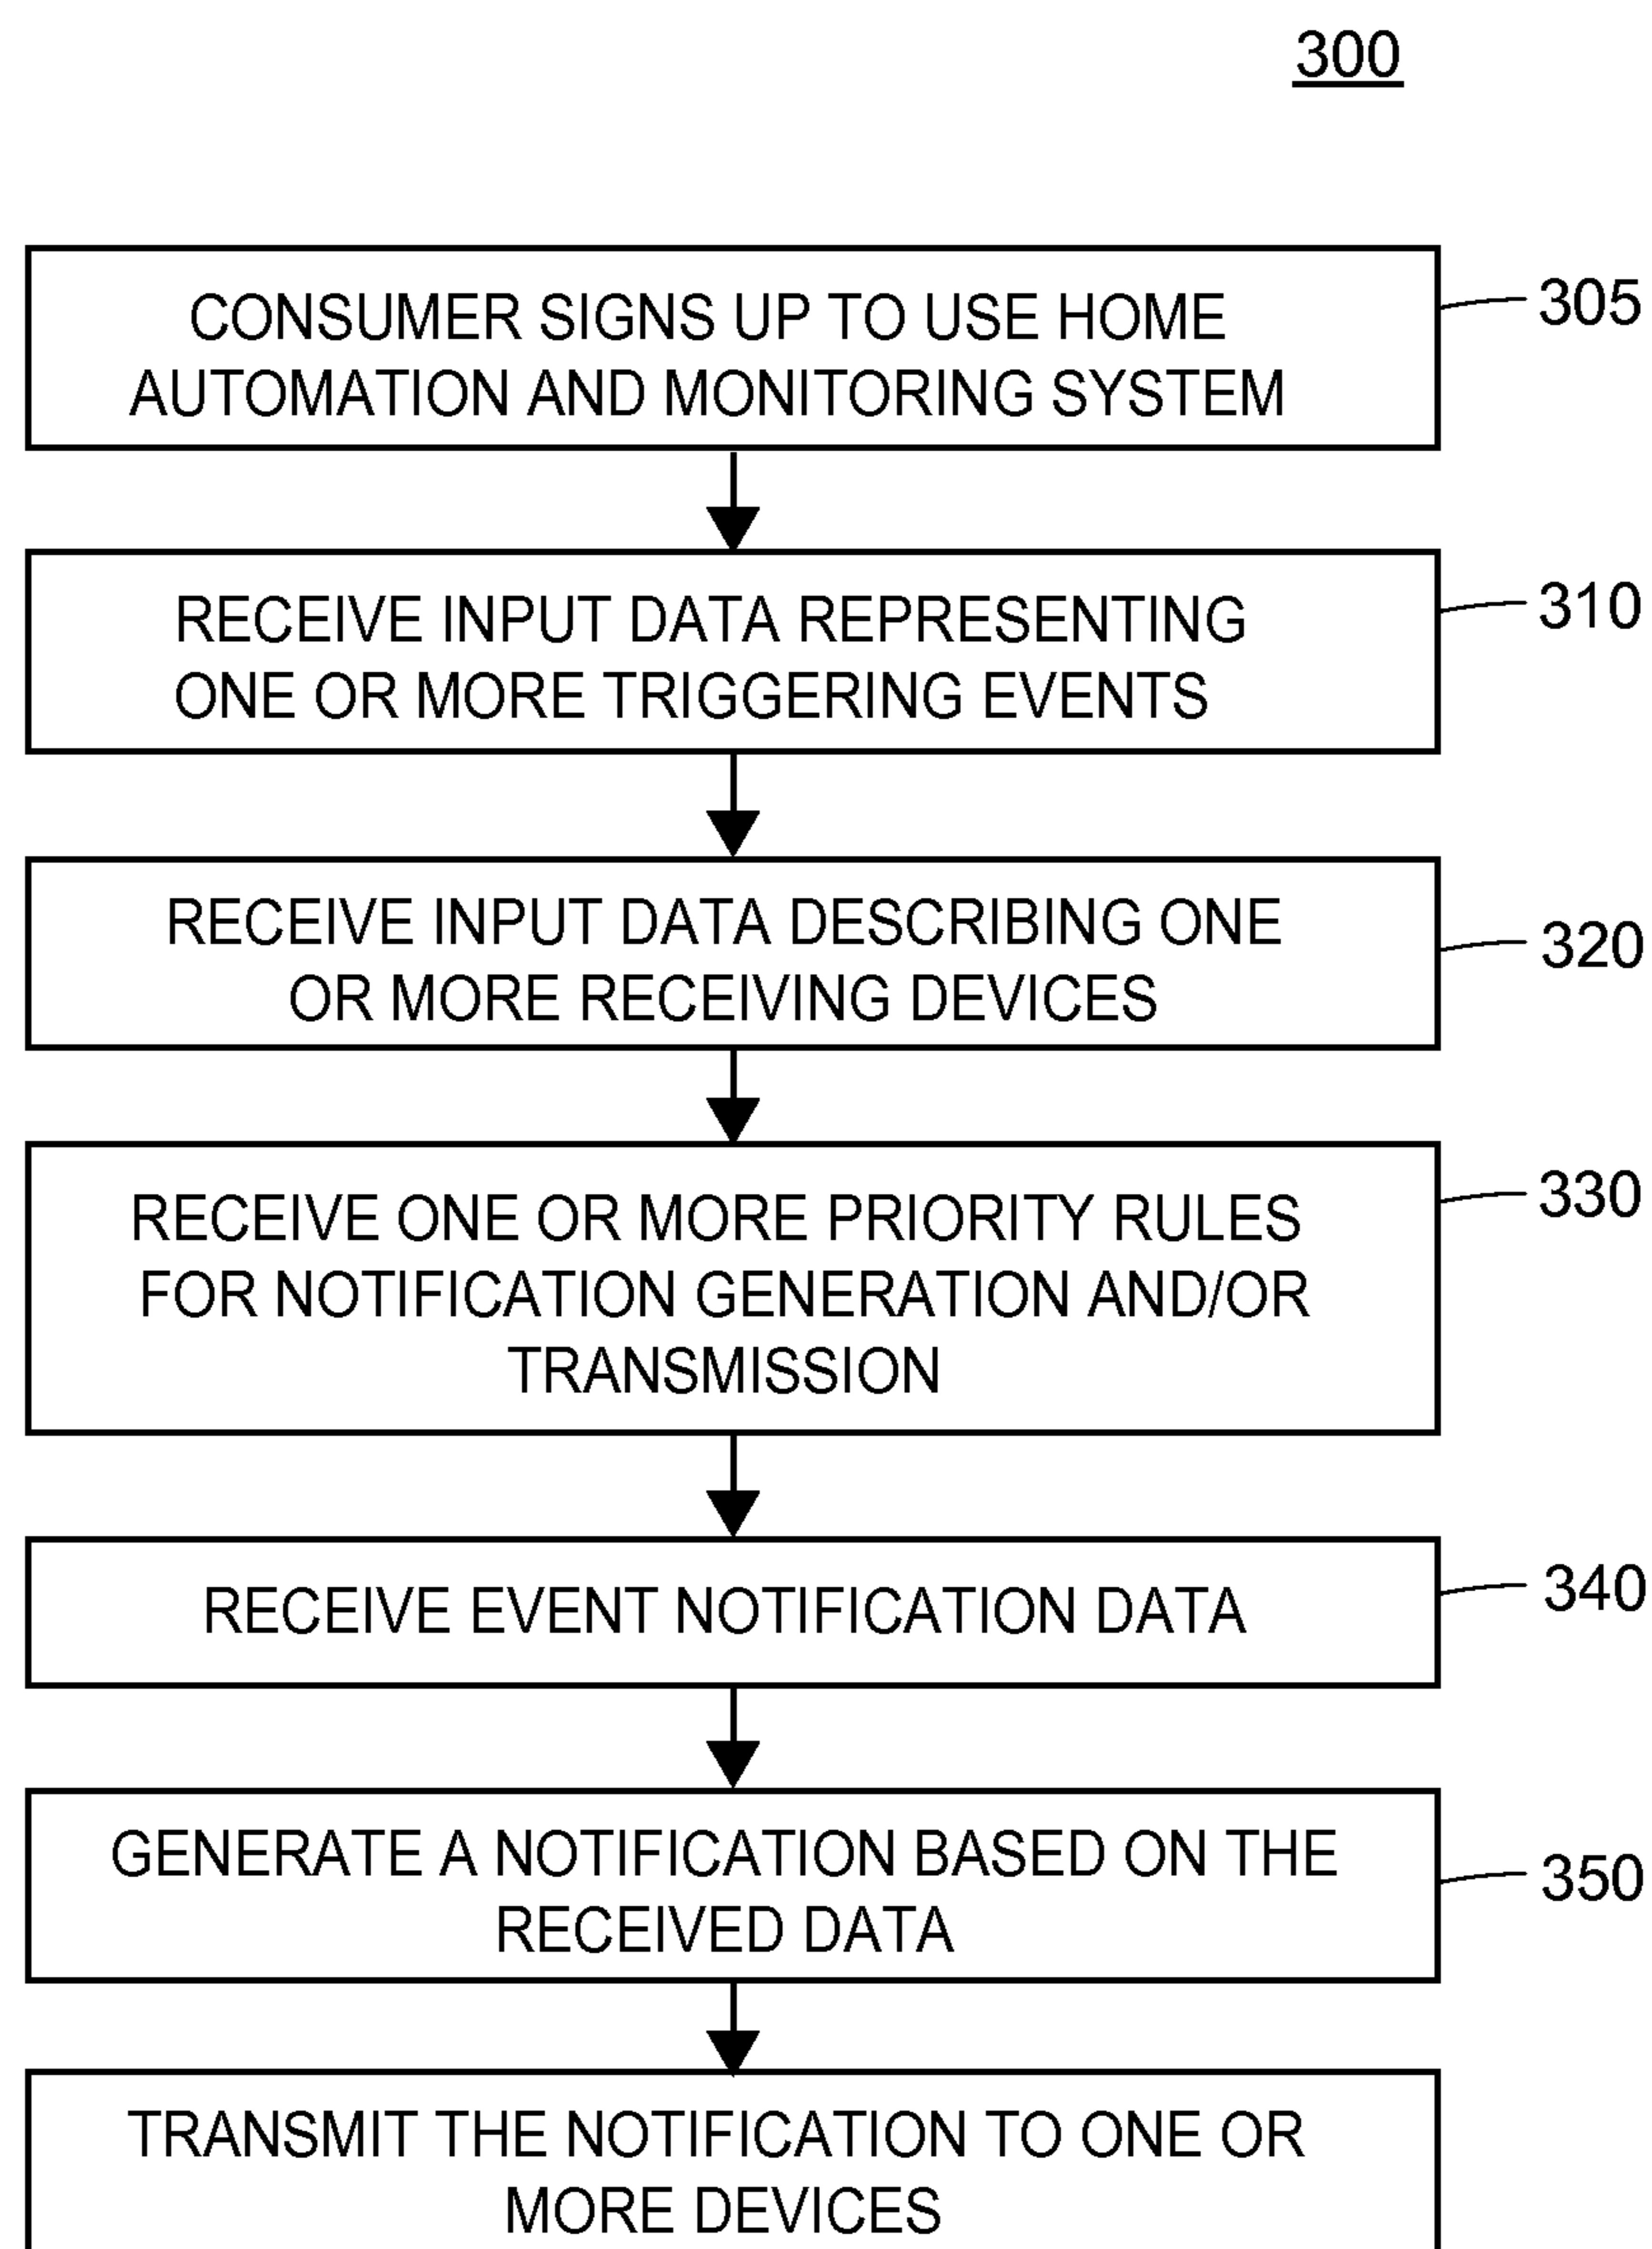 300
CONSUMER SIGNS UP TO USE HOME
AUTOMATION AND MONITORING SYSTEM
305
RECEIVE INPUT DATA REPRESENTING
ONE OR MORE TRIGGERING EVENTS
310
RECEIVE INPUT DATA DESCRIBING ONE
OR MORE RECEIVING DEVICES
320
RECEIVE ONE OR MORE PRIORITY RULES
FOR NOTIFICATION GENERATION AND/OR
TRANSMISSION
330
RECEIVE EVENT NOTIFICATION DATA
340
GENERATE A NOTIFICATION BASED ON THE
RECEIVED DATA
350
TRANSMIT THE NOTIFICATION TO ONE OR
MORE DEVICES